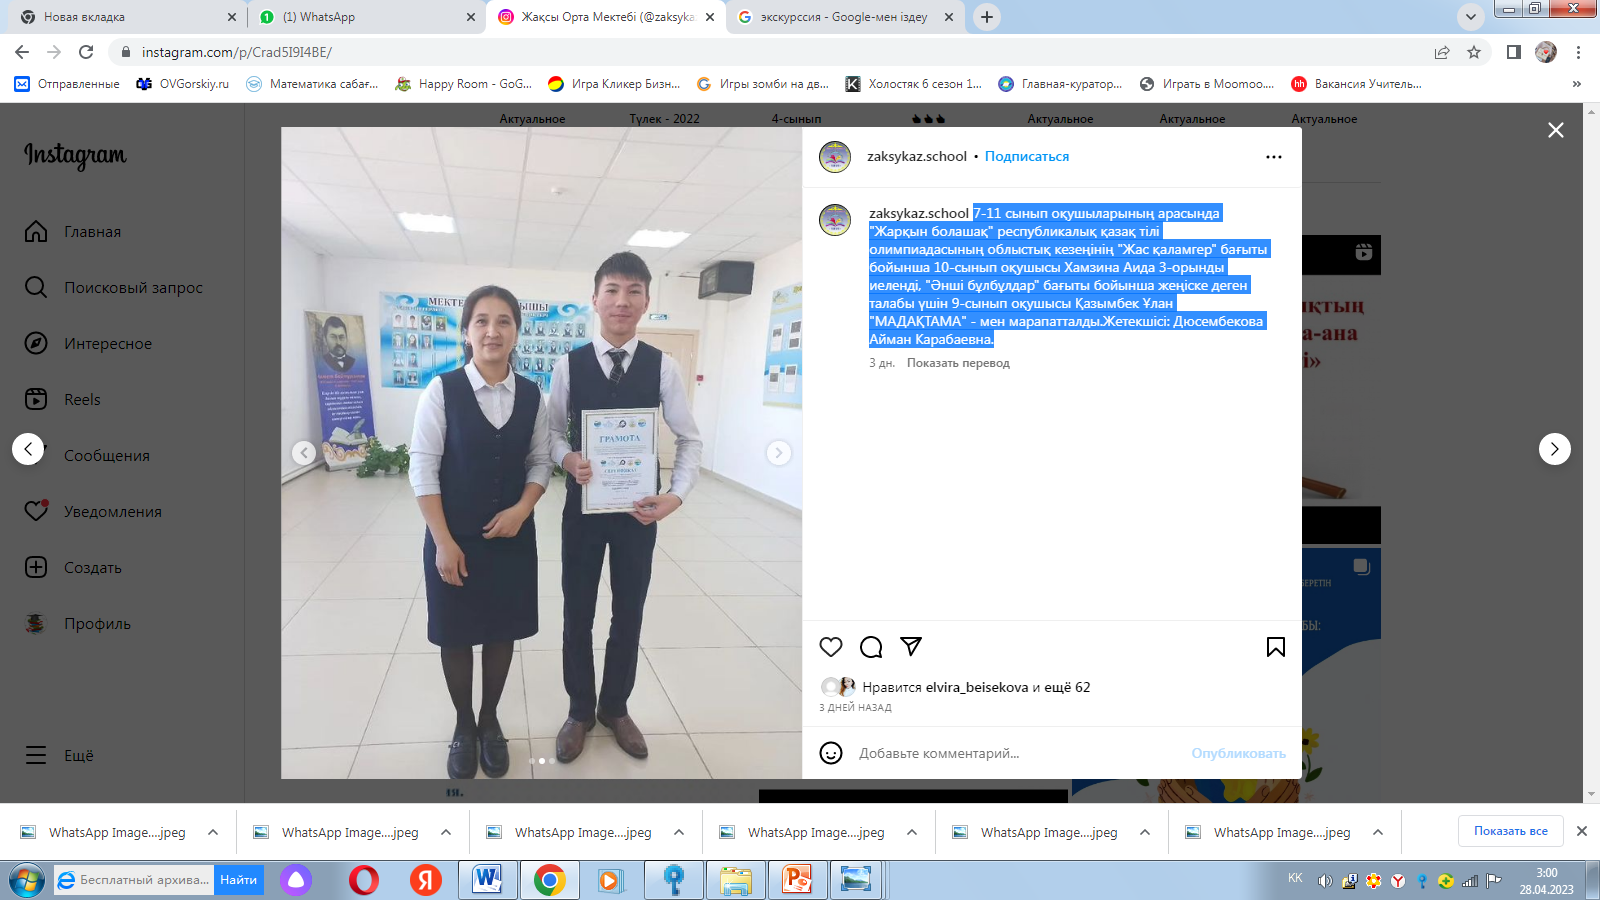 Новая вкладка
(1) WhatsApp
Жақсы Орта Мектебі (@zaksyka
экскурссия - Google-мен іздеу
instagram.com/p/Crad5I9I4BE/
Отправленные
OVGorskiy.ru
Математика сабағ...
Happy Room - GoG...
Игра Кликер Бизн...
Игры зомби на дв...
Холостяк 6 сезон 1...
Главная-куратор...
Играть в Moomoo....
Вакансия Учитель...
»
Актуальное
Түлек - 2022
4-сынып
Актуальное
Актуальное
Актуальное
Instagram
Главная
Поисковый запрос
Интересное
Reels
Сообщения
Уведомления
Создать
Профиль
Ещё
ГРАМОТА
zaksykaz.school • Подписаться
zaksykaz.school 7-11 сынып оқушыларының арасында
"Жарқын болашақ" республикалық қазақ тілі
олимпиадасының облыстық кезеңінің "Жас қаламгер" бағыты
бойынша 10-сынып оқушысы Хамзина Аида 3-орынды
иеленді, "Әнші бұлбұлдар" бағыты бойынша жеңіске деген
талабы үшін 9-сынып оқушысы Қазымбек Ұлан
"МАДАҚТАМА" - мен марапатталды.Жетекшісі: Дюсембекова
Айман Карабаевна.
3 дн. Показать перевод
Нравится elvira_beisekova и ещё 62
3 ДНЕЙ НАЗАД
Добавьте комментарий...
Опубликовать
ықтың
а-ана
і»
БЕРЕТІН
БЫ:
ия.
WhatsApp Image....jpeg
WhatsApp Image....jpeg
WhatsApp Image....jpeg
WhatsApp Image....jpeg
WhatsApp Image....jpeg
WhatsApp Image....jpeg
Показать все
Бесплатный архива...
Найти
KK
3:00
28.04.2023